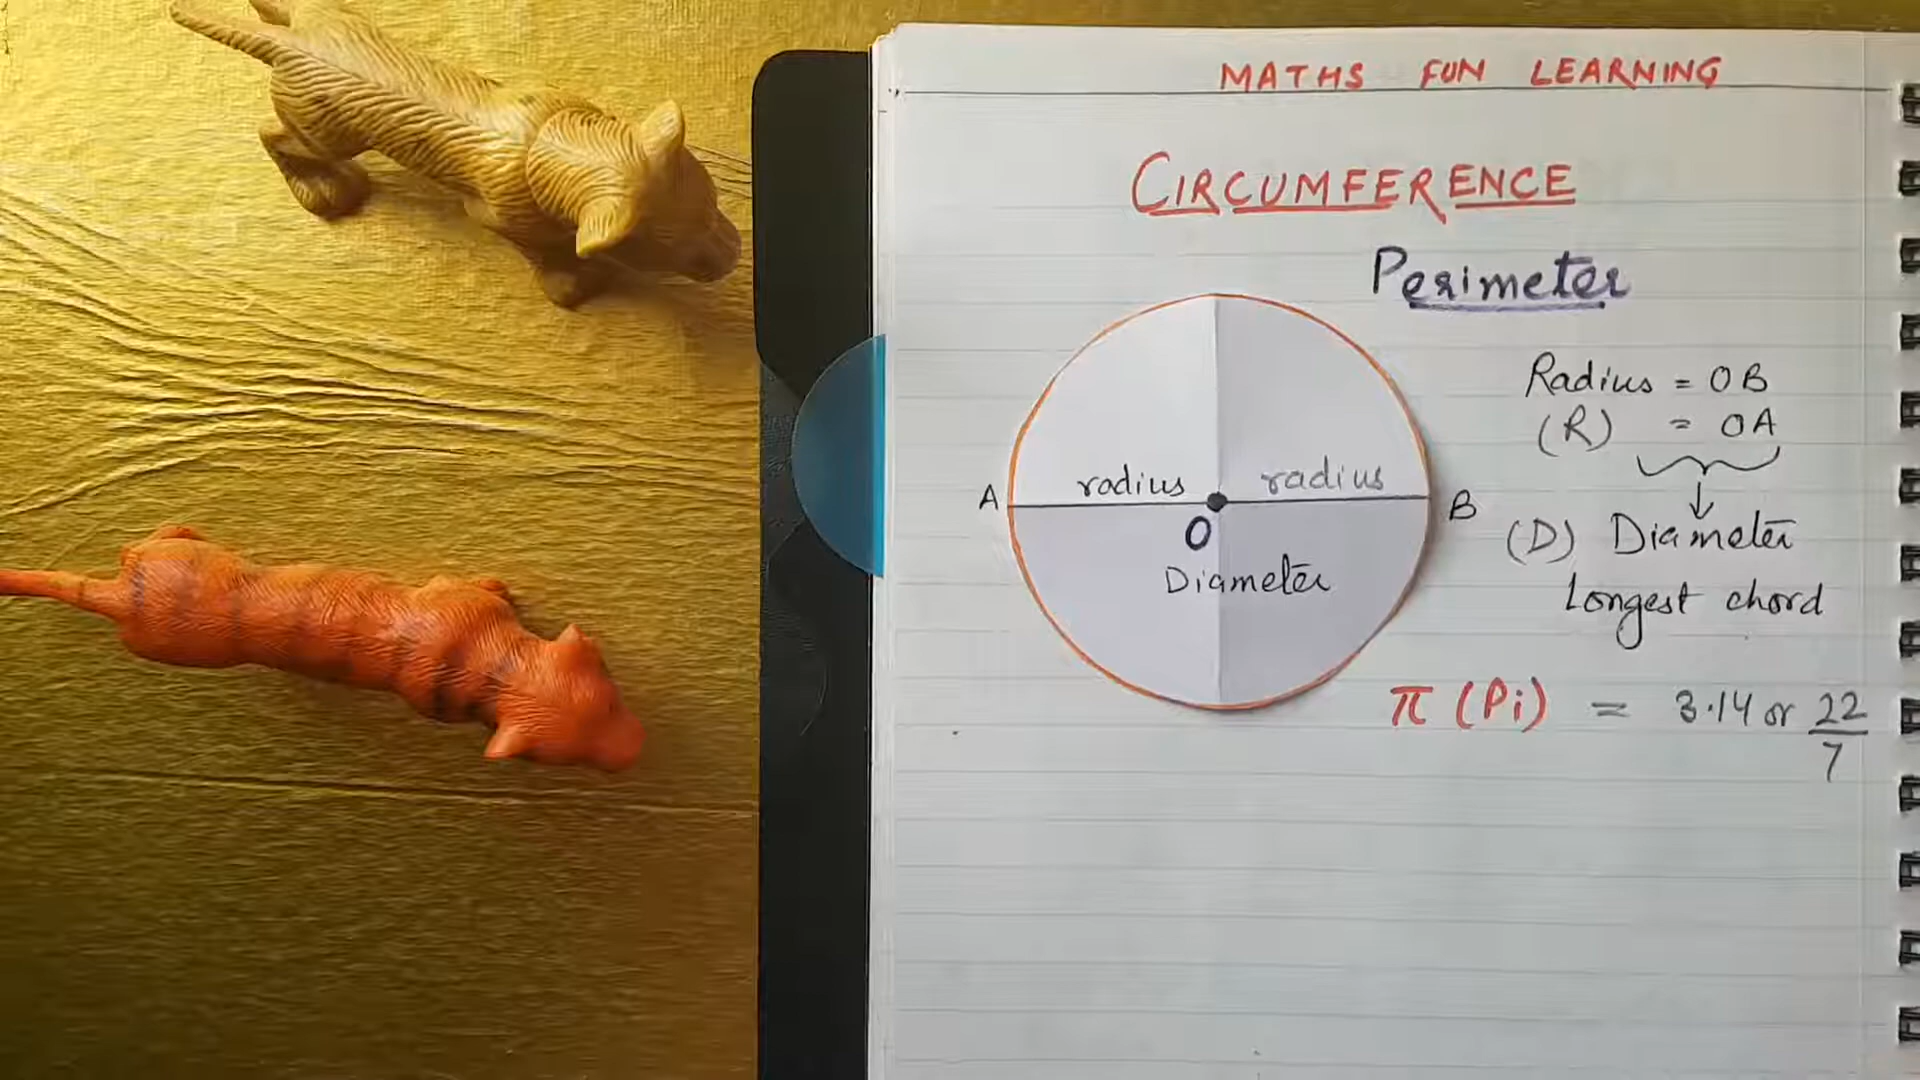 MATHS FUN LEARNING
CIRCUMFERENCE
Perimeter
Radius = OB
(R) = OA
radius radius
A B
O
(D) Diameter
Diameter
Longest chord
π (Pi) = 3.14 or 22/7